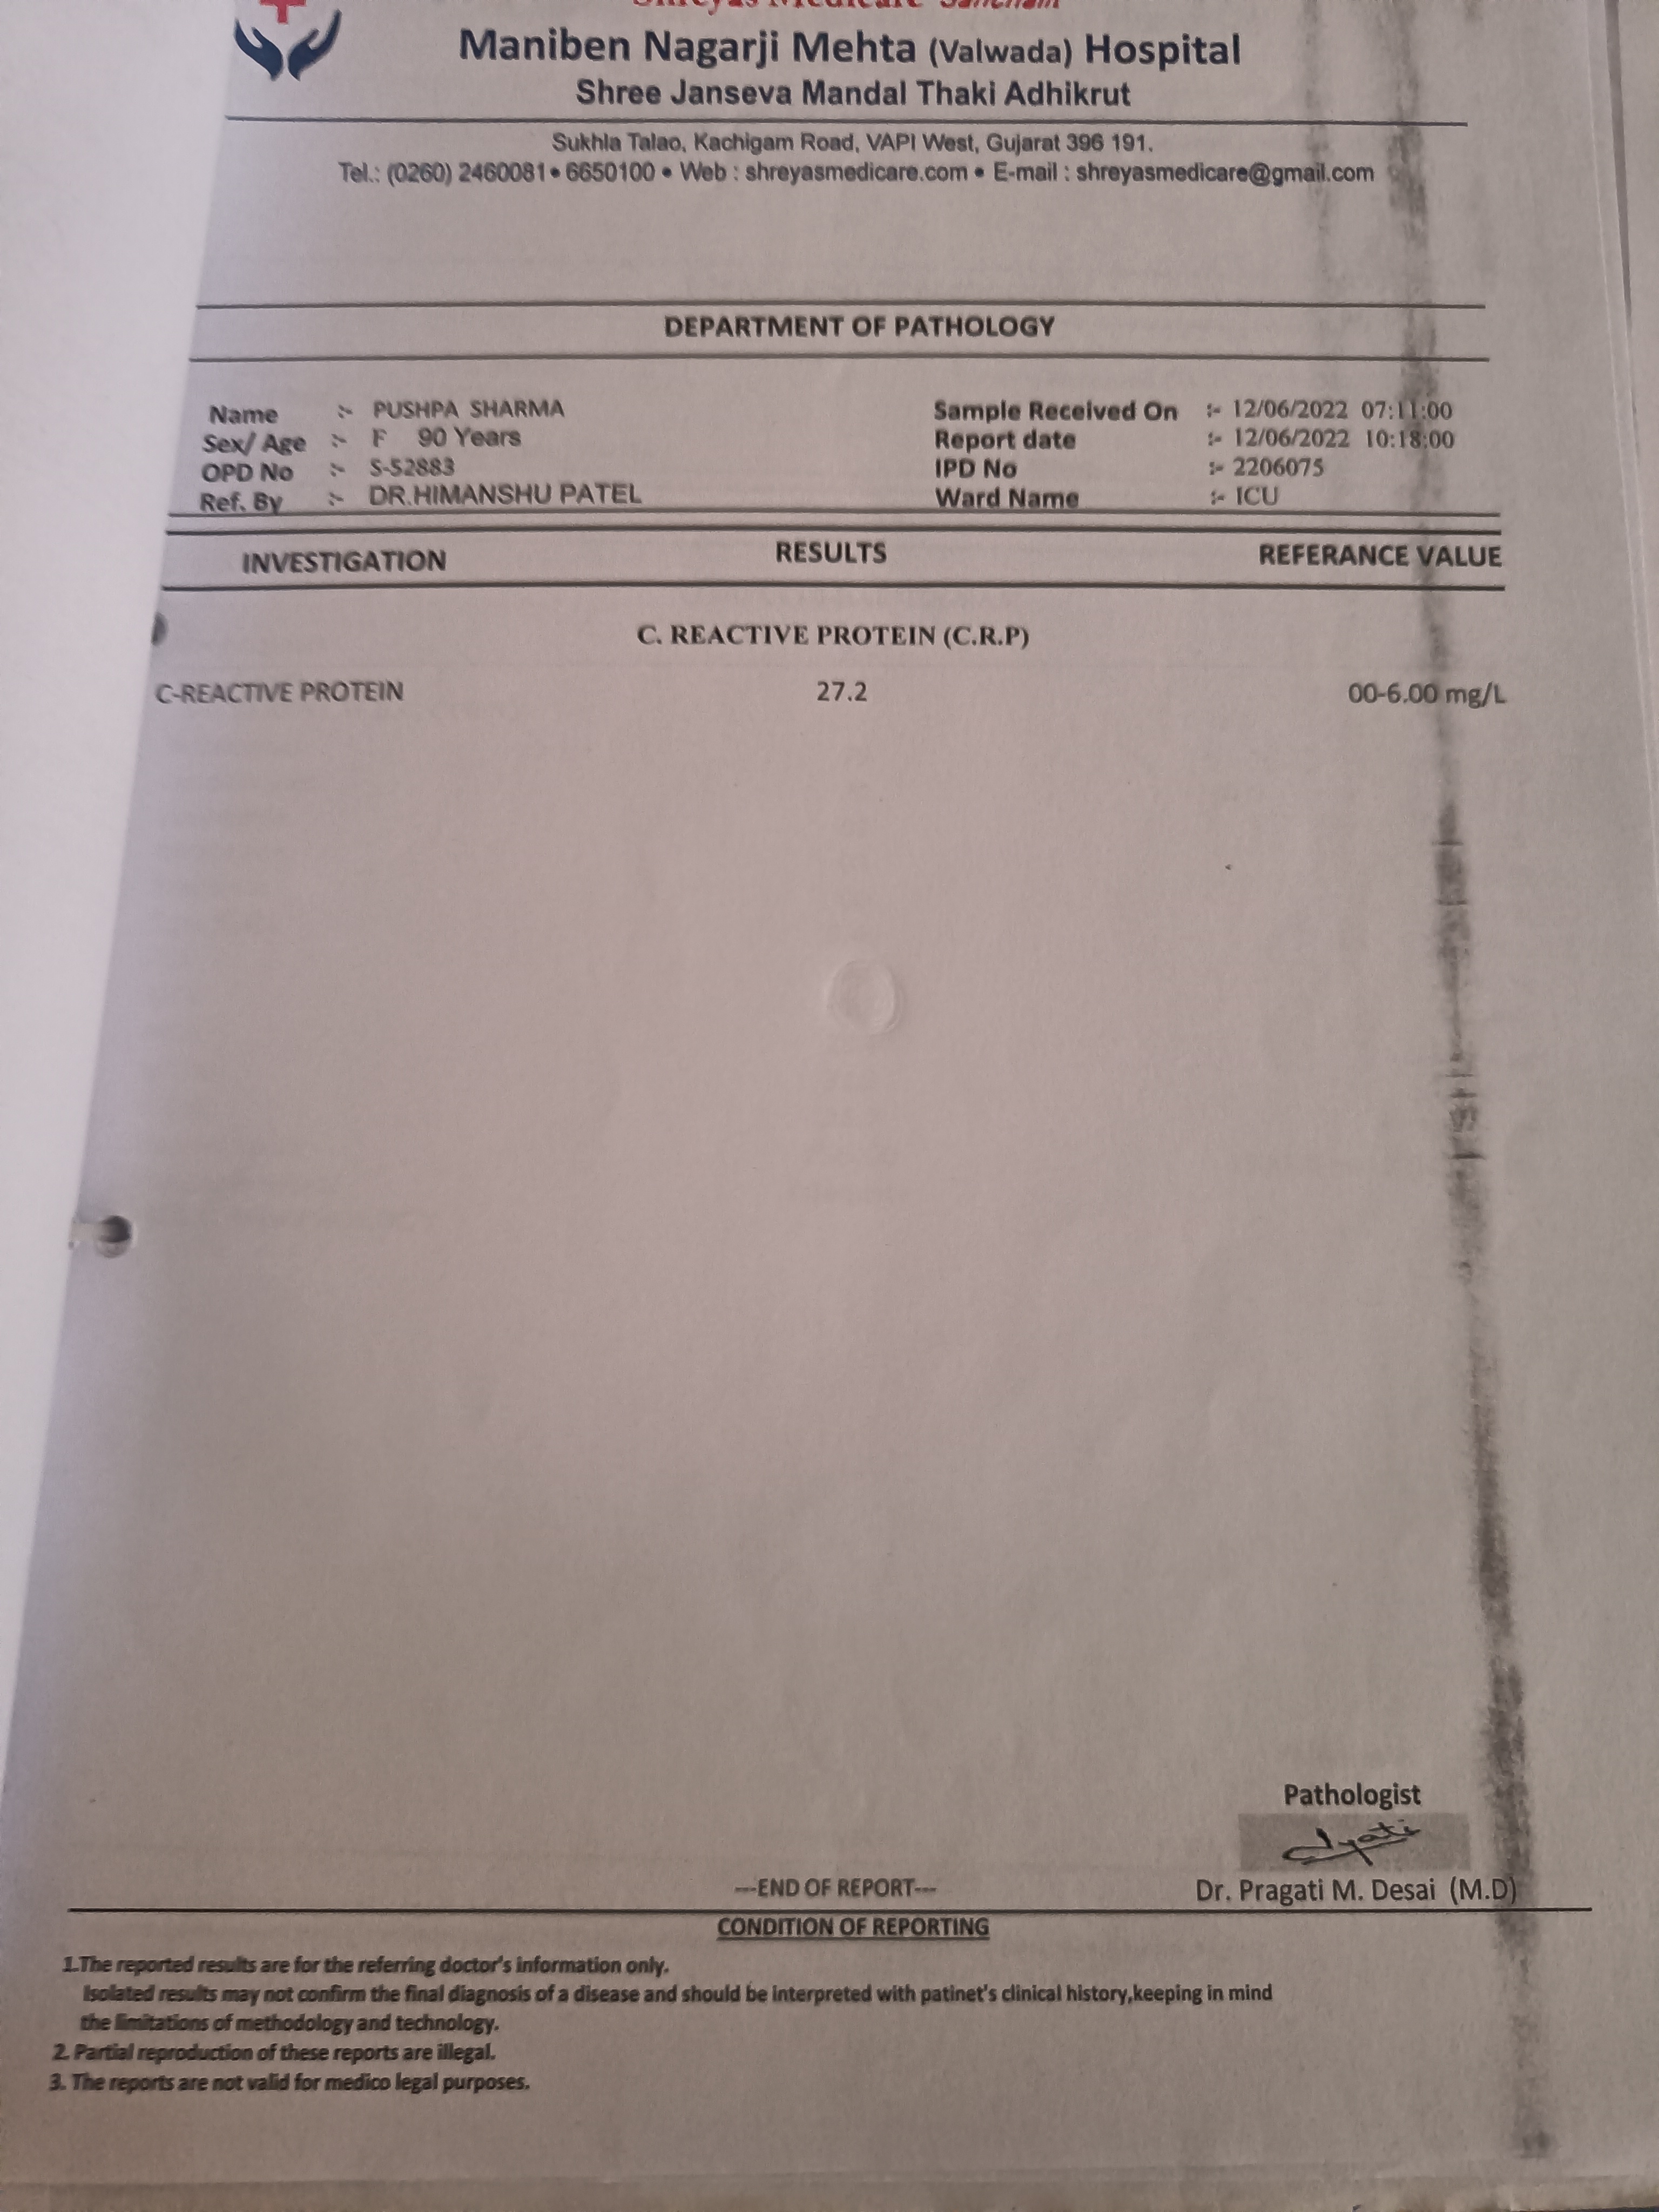 Shreyas Medicare Sancham
Maniben Nagarji Mehta (Valwada) Hospital
Shree Janseva Mandal Thaki Adhikrut
Sukhla Talao, Kachigam Road, VAPI West, Gujarat 396 191.
Tel.: (0260) 2460081 • 6650100 • Web : shreyasmedicare.com • E-mail : shreyasmedicare@gmail.com
DEPARTMENT OF PATHOLOGY
Name :- PUSHPA SHARMA Sample Received On :- 12/06/2022 07:11:00
Sex/ Age :- F 90 Years Report date :- 12/06/2022 10:18:00
OPD No :- S-52883 IPD No :- 2206075
Ref. By :- DR.HIMANSHU PATEL Ward Name :- ICU
INVESTIGATION RESULTS REFERANCE VALUE
C. REACTIVE PROTEIN (C.R.P)
C-REACTIVE PROTEIN 27.2 00-6.00 mg/L
Pathologist
Dr. Pragati M. Desai (M.D)
---END OF REPORT---
CONDITION OF REPORTING
1.The reported results are for the referring doctor's information only.
Isolated results may not confirm the final diagnosis of a disease and should be interpreted with patinet's clinical history,keeping in mind
the limitations of methodology and technology.
2. Partial reproduction of these reports are illegal.
3. The reports are not valid for medico legal purposes.